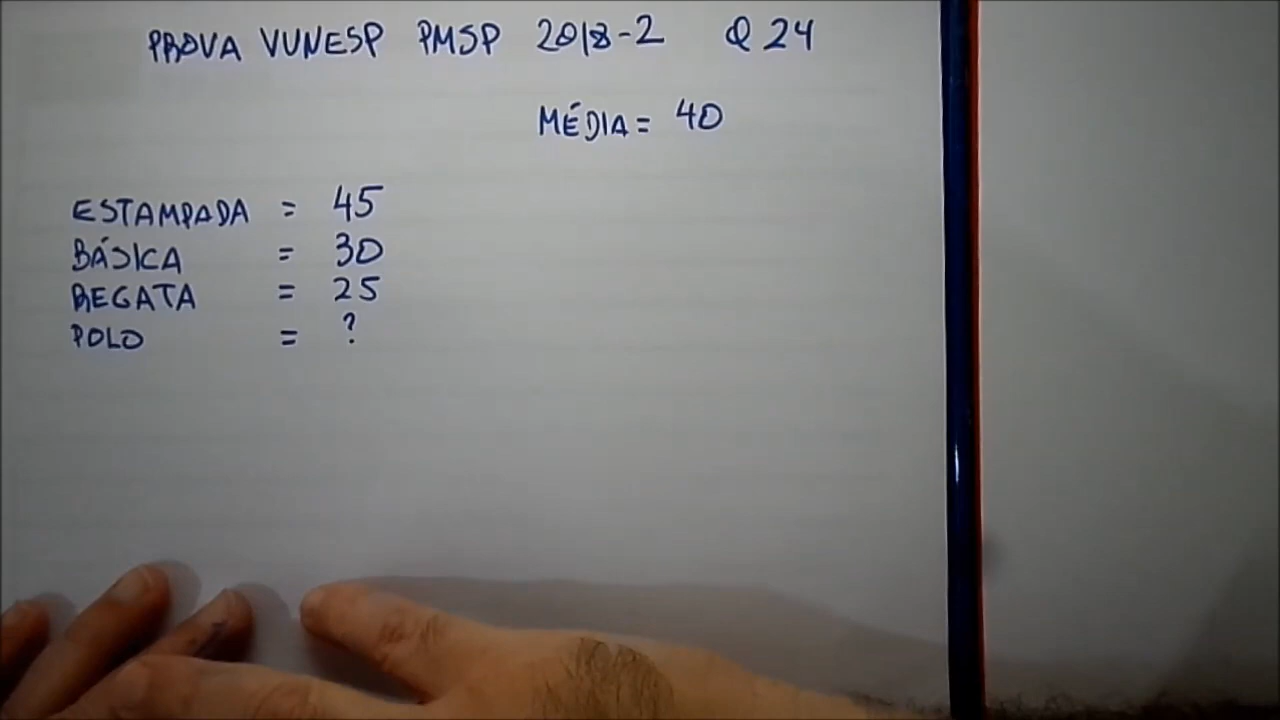 PROVA VUNESP PMSP 2018-2 Q 24
MÉDIA = 40
ESTAMPADA = 45
BÁSICA = 30
REGATA = 25
POLO = ?